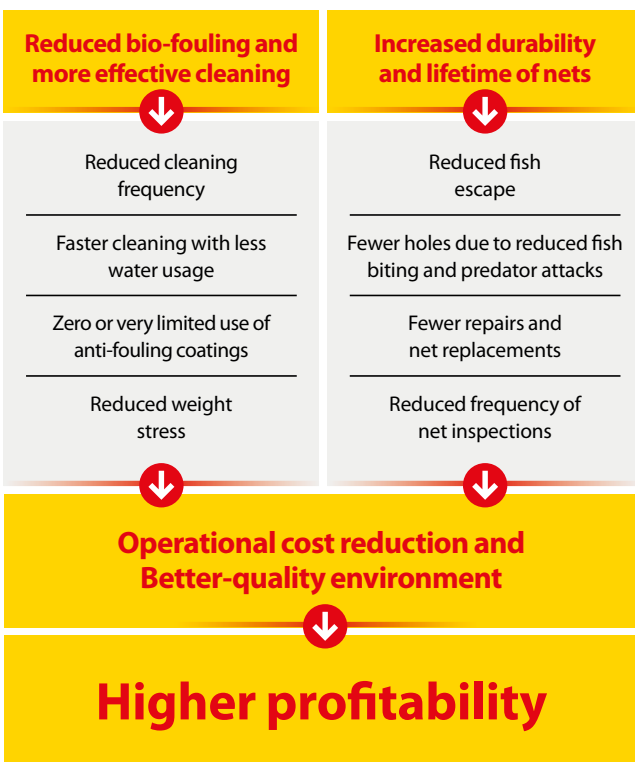 Reduced bio-fouling and
more effective cleaning
Reduced cleaning
frequency
Faster cleaning with less
water usage
Zero or very limited use of
anti-fouling coatings
Reduced weight
stress
Increased durability
and lifetime of nets
Reduced fish
escape
Fewer holes due to reduced fish
biting and predator attacks
Fewer repairs and
net replacements
Reduced frequency of
net inspections
Operational cost reduction and
Better-quality environment
Higher profitability